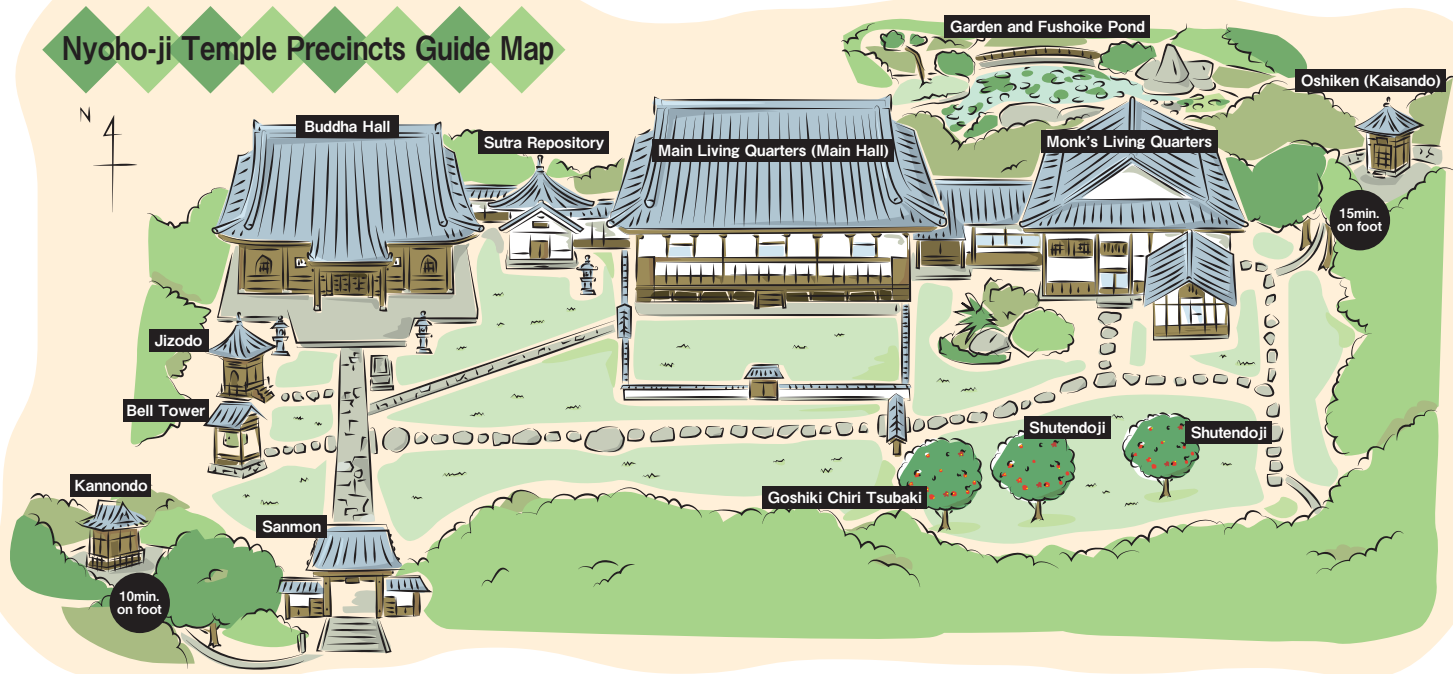 Nyoho-ji Temple Precincts Guide Map
N
Garden and Fushoike Pond
Oshiken (Kaisando)
Buddha Hall
Sutra Repository
Main Living Quarters (Main Hall)
Monk's Living Quarters
15min.
on foot
Jizodo
Bell Tower
Shutendoji
Shutendoji
Kannondo
Goshiki Chiri Tsubaki
Sanmon
10min.
on foot